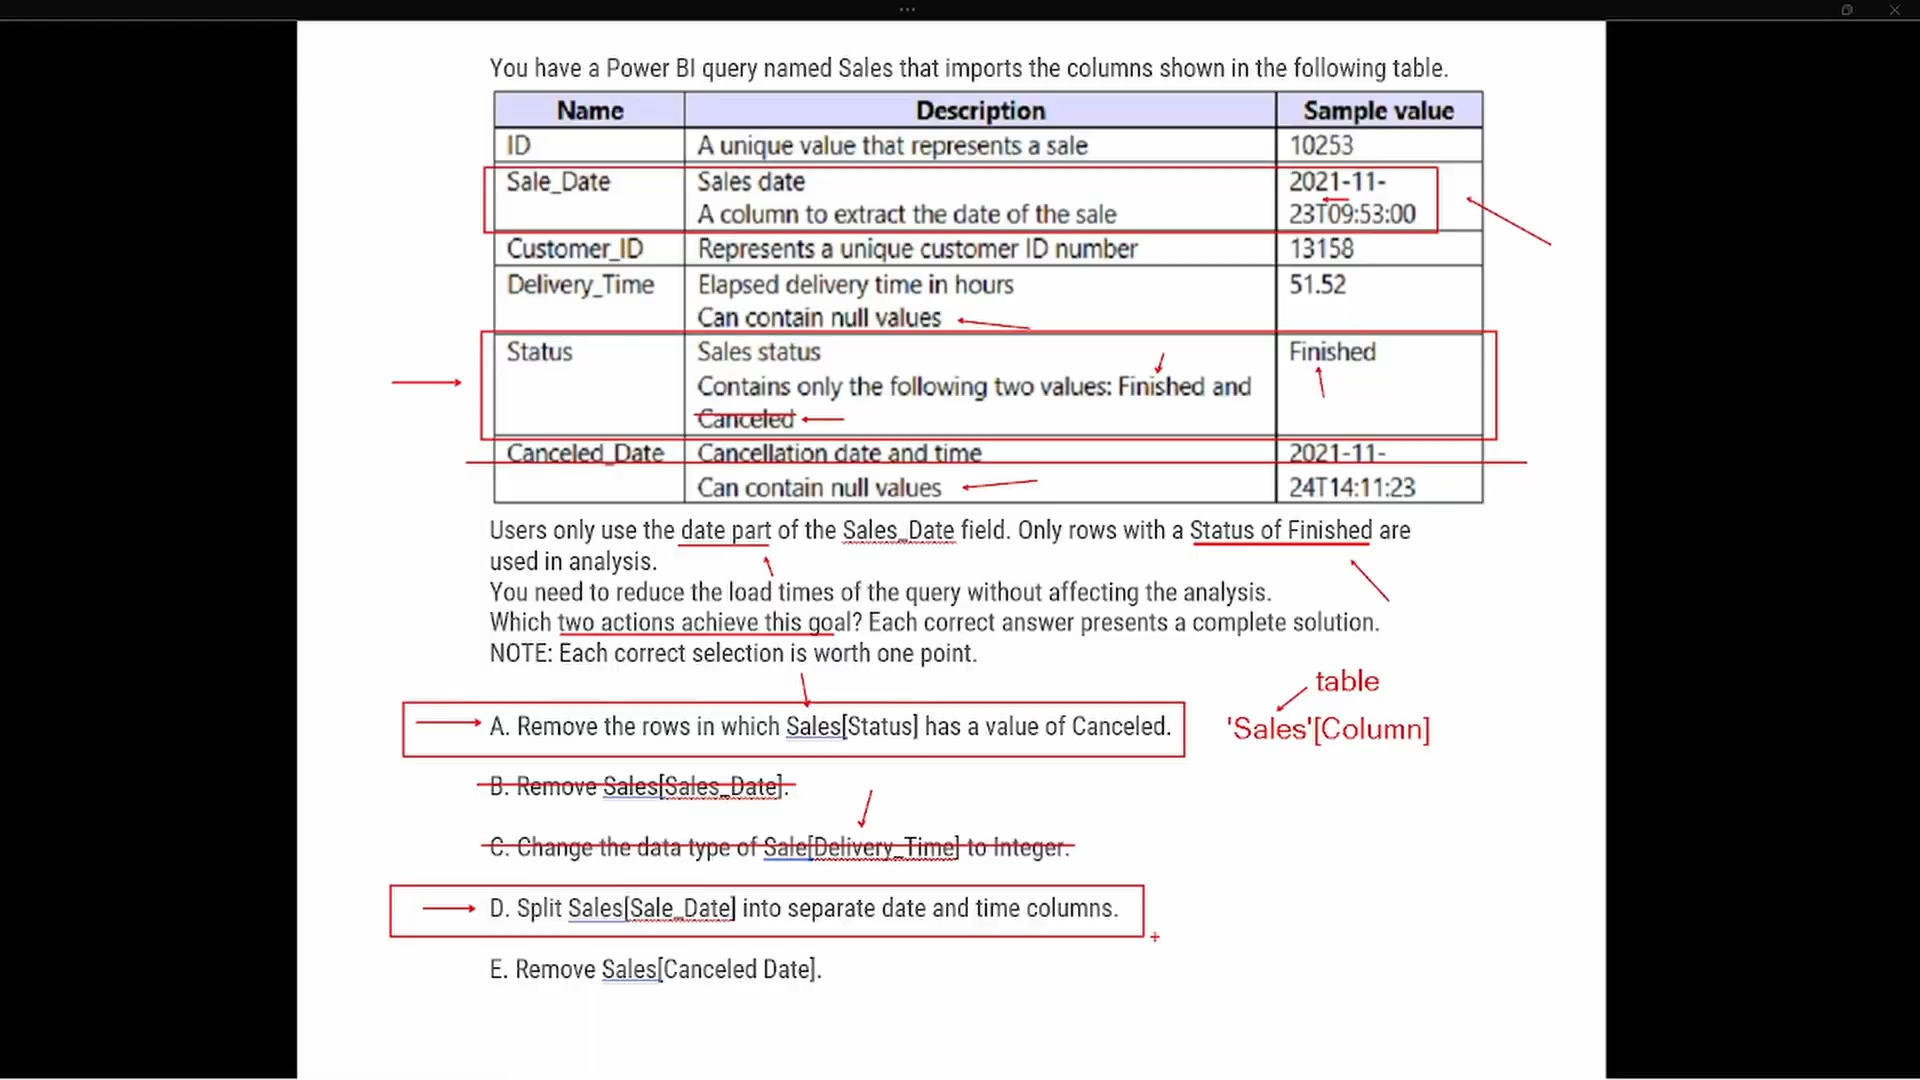 You have a Power BI query named Sales that imports the columns shown in the following table.
Name Description Sample value
ID A unique value that represents a sale 10253
Sale_Date Sales date 2021-11-
A column to extract the date of the sale 23T09:53:00
Customer_ID Represents a unique customer ID number 13158
Delivery_Time Elapsed delivery time in hours 51.52
Can contain null values
Status Sales status Finished
Contains only the following two values: Finished and
Canceled
Canceled_Date Cancellation date and time 2021-11-
Can contain null values 24T14:11:23
Users only use the date part of the Sales_Date field. Only rows with a Status of Finished are
used in analysis.
You need to reduce the load times of the query without affecting the analysis.
Which two actions achieve this goal? Each correct answer presents a complete solution.
NOTE: Each correct selection is worth one point.
table
A. Remove the rows in which Sales[Status] has a value of Canceled.
'Sales'[Column]
B. Remove Sales[Sales_Date].
C. Change the data type of Sale[Delivery_Time] to Integer.
D. Split Sales[Sale_Date] into separate date and time columns.
E. Remove Sales[Canceled Date].